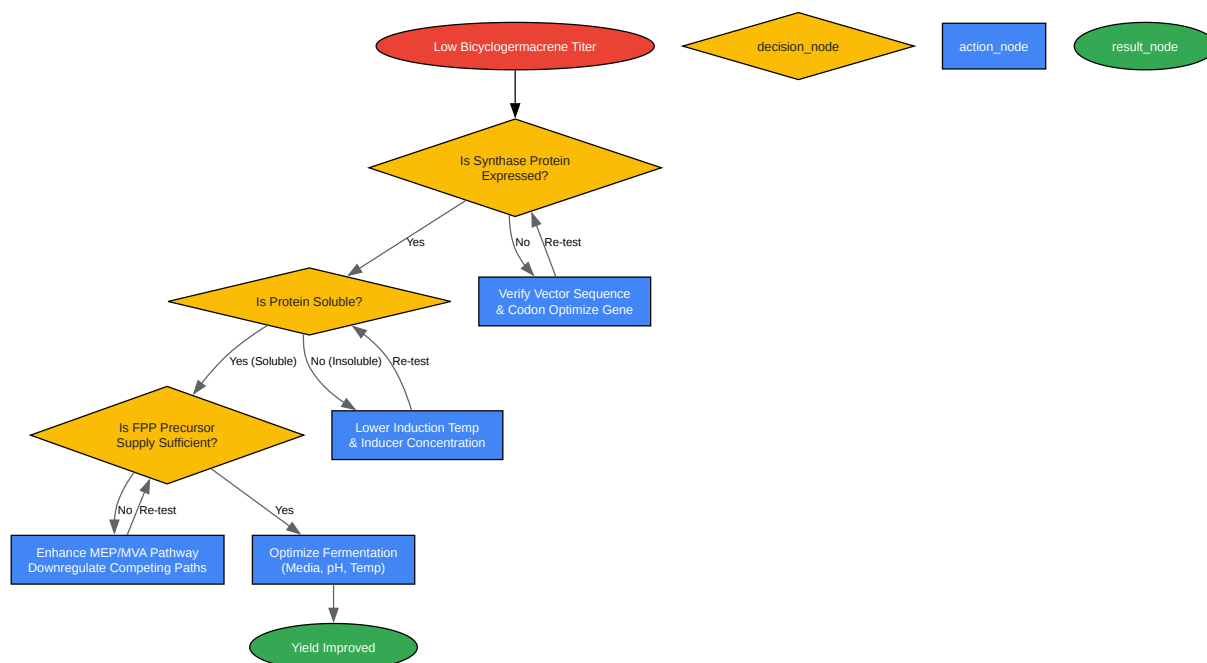 Low Bicyclogermacrene Titer
decision_node
action_node
result_node
Is Synthase Protein
Expressed?
Yes
No
Re-test
Is Protein Soluble?
Verify Vector Sequence
& Codon Optimize Gene
Yes (Soluble)
No (Insoluble)
Re-test
Is FPP Precursor
Supply Sufficient?
Lower Induction Temp
& Inducer Concentration
No
Re-test
Yes
Enhance MEP/MVA Pathway
Downregulate Competing Paths
Optimize Fermentation
(Media, pH, Temp)
Yield Improved